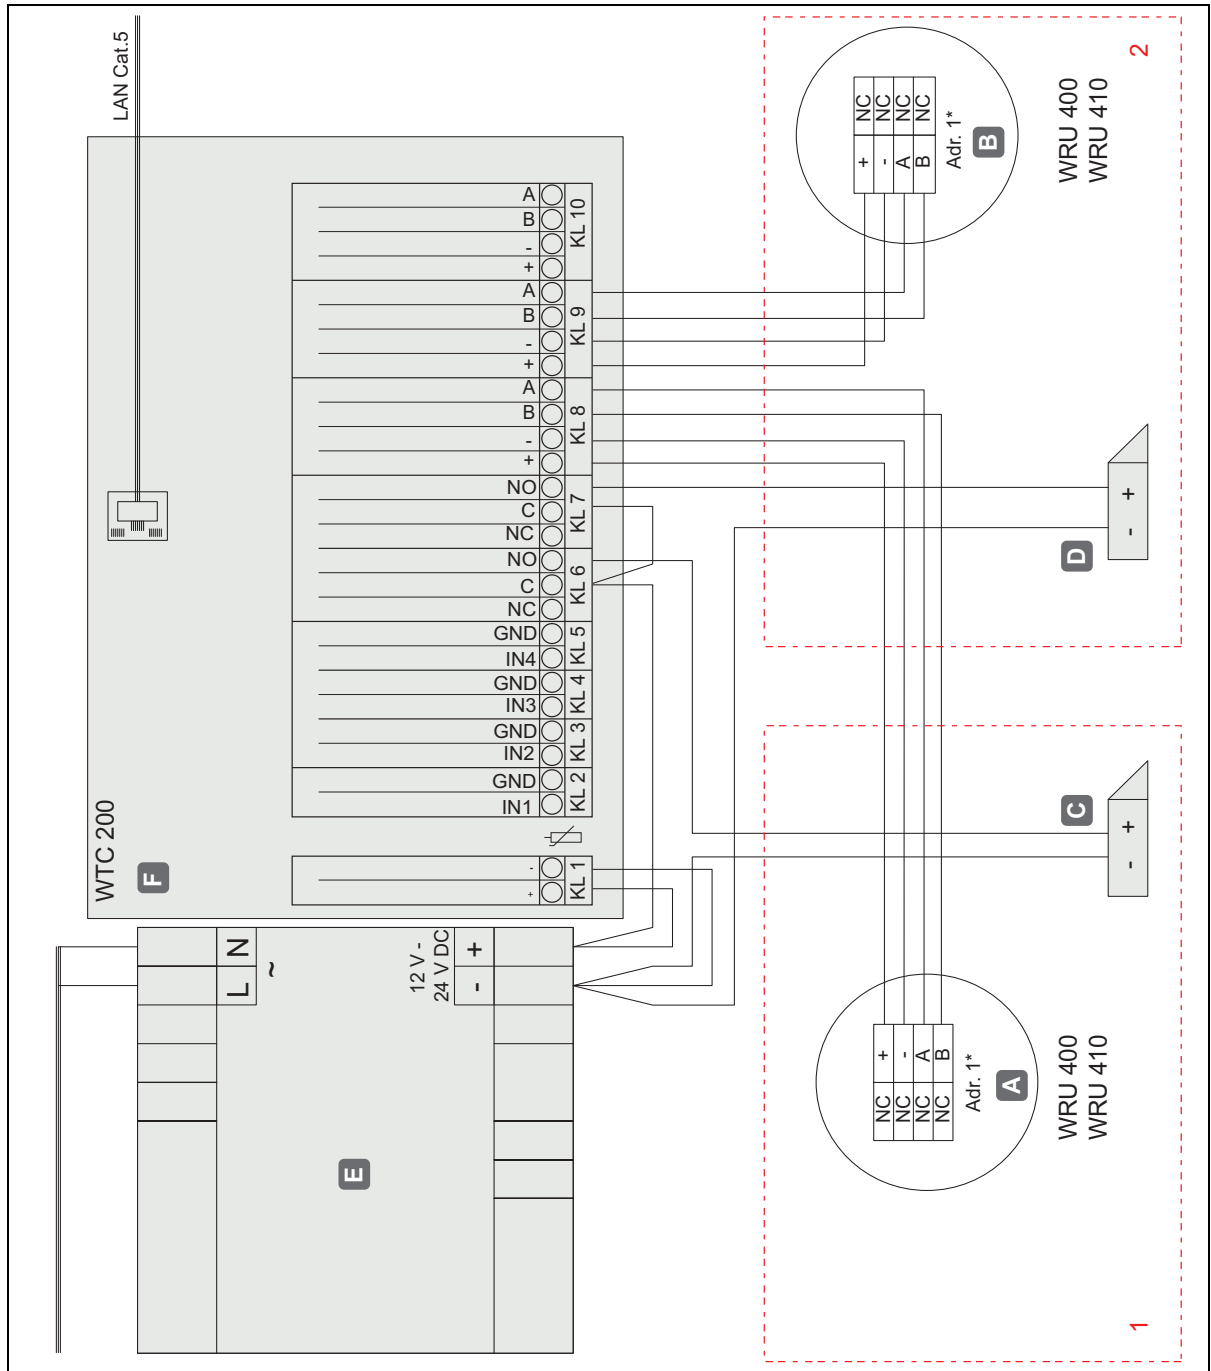 LAN Cat.5
WTC 200
F
A
B
-
+
KL 10
A
B
-
+
KL 9
A
B
-
+
KL 8
NO
C
NC
KL 7
NO
C
NC
KL 6
GND
IN4
KL 5
GND
IN3
KL 4
GND
IN2
KL 3
GND
IN1
KL 2
-
+
KL 1
L N
~
12 V -
24 V DC
- +
E
2
+ NC
- NC
A NC
B NC
Adr. 1*
B
WRU 400
WRU 410
D
- +
1
C
- +
NC +
NC -
NC A
NC B
Adr. 1*
A
WRU 400
WRU 410